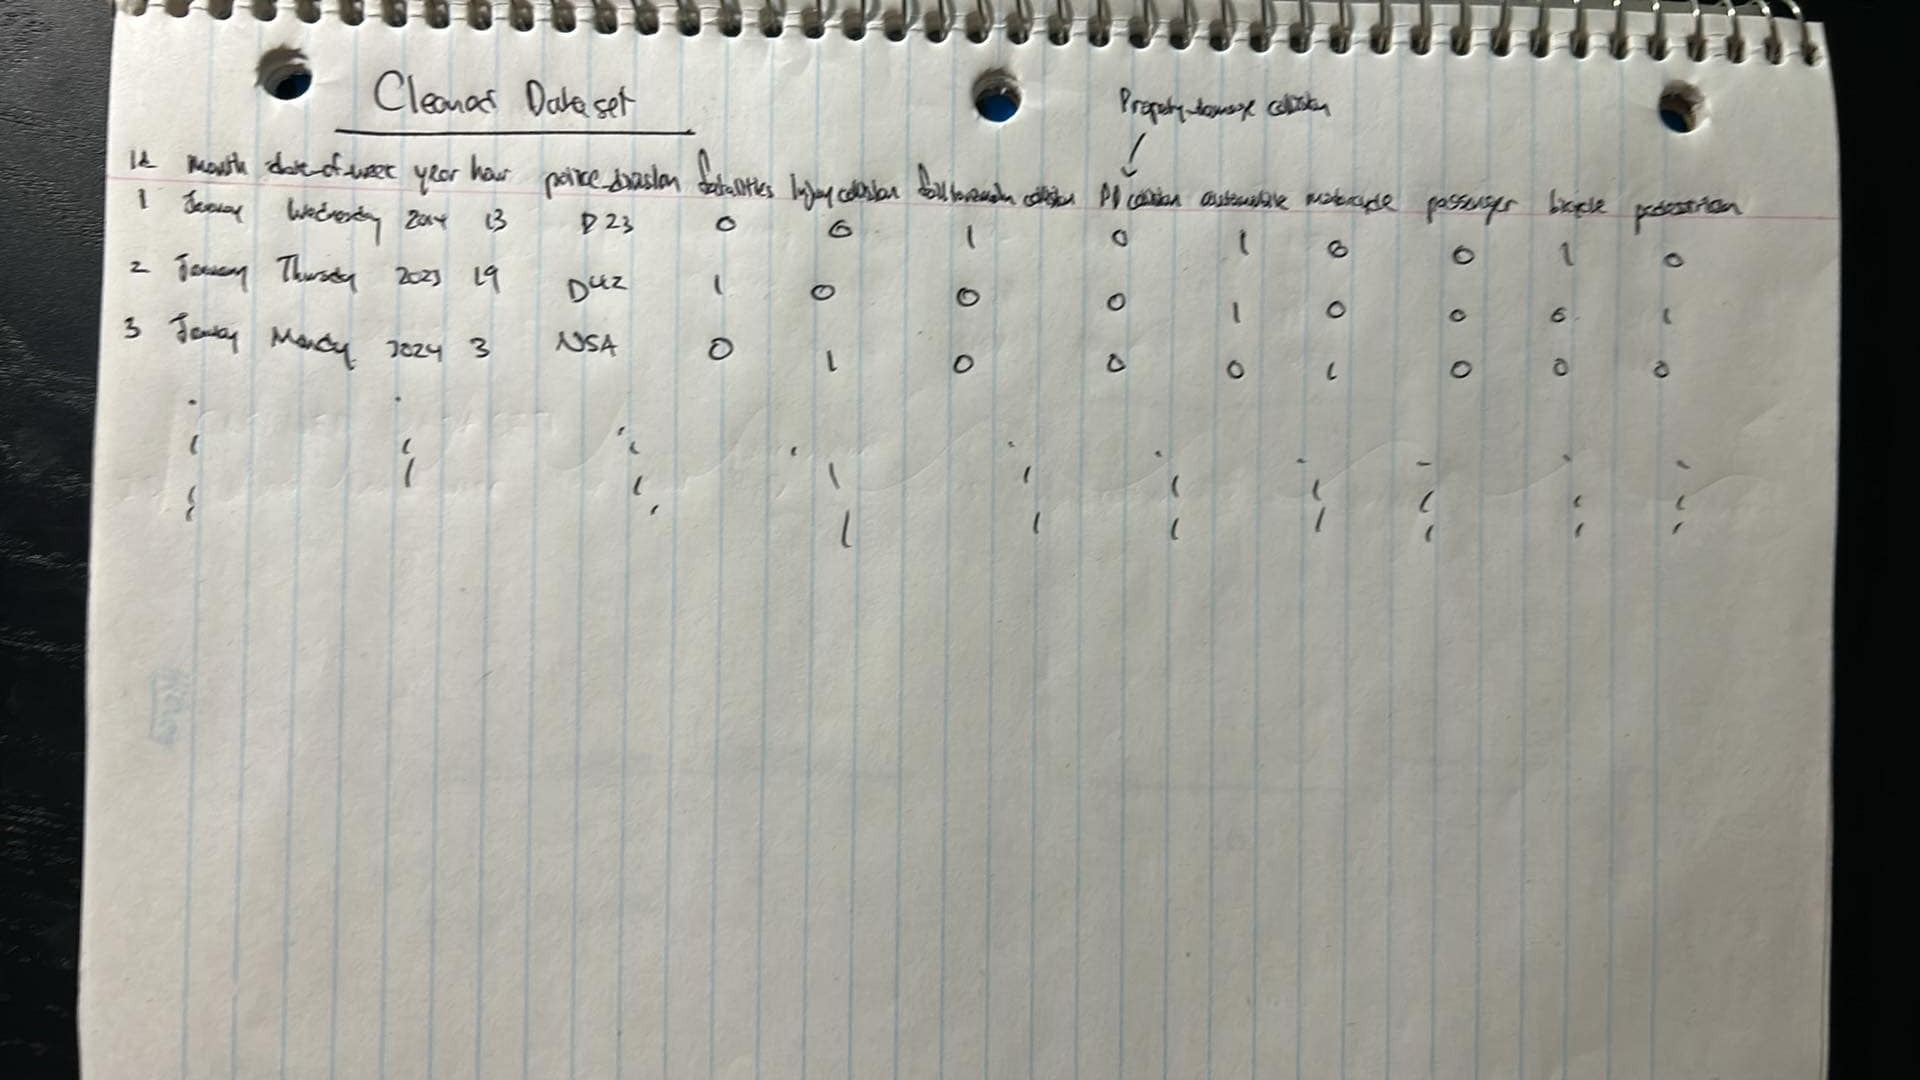 Cleaned Dataset
Property-damage collision
id month date-of-week year hour police-division fatalities Injury collision fail to remain collision PD collision automobile motorcycle passenger bicycle pedestrian
1 January Wednesday 2014 13 D23 0 0 1 0 1 0 0 1 0
2 January Thursday 2023 19 D42 1 0 0 0 1 0 0 0 1
3 January Monday 2024 3 NSA 0 1 0 0 0 1 0 0 0